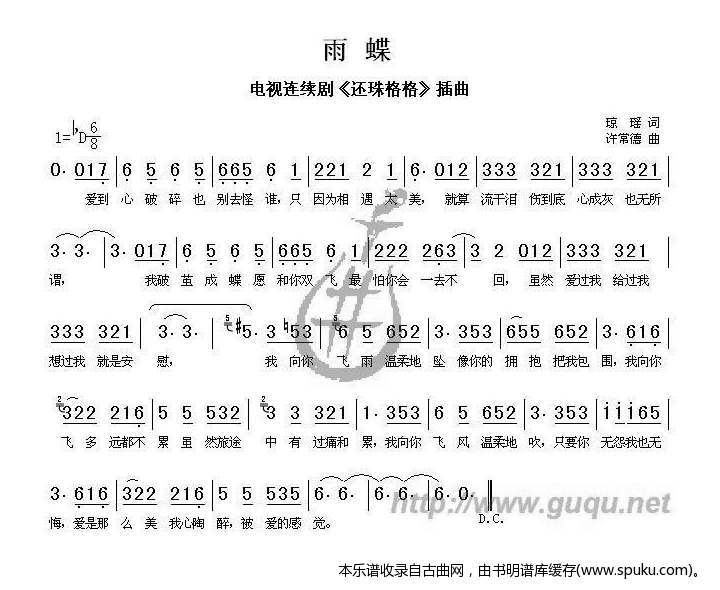 雨 蝶
电视连续剧《还珠格格》插曲
琼 瑶 词
1=♭D 6/8 许常德 曲
0· 017 | 6 5 6 5 | 6665 6 1 | 221 2 1 | 6 2 012 | 333 321 | 333 321 |
爱到 心 破 碎 也 别去怪 谁，只 因为相 遇 太 美，就算 流干泪 伤到底 心成灰 也无所
3· 3· | 3· 017 | 6 5 6 5 | 6665 6 1 | 222 263 | 3 2 012 | 333 321 |
谓， 我破 茧 成 蝶 愿 和你双 飞 最 怕你会 一去不 回，虽然 爱过我 给过我
333 321 | 3· 3· | 5· 3 53 | 6 5 353 | 1 6 552 | 3 5 652 | 3· 616 |
想过我 就是安 慰， 我 向你 飞 雨 温柔地 坠 像你的 拥 抱 把我包 围，我向你
322 216 | 5 5 532 | 3 3 321 | 1· 353 | 6 5 353 | 1· 353 | iii 65 |
飞 多 远都不 累 虽 然旅途 中 有 过痛和 累，我向你 飞 风 温柔地 吹，只要你 无怨我也无
3· 616 | 322 216 | 5 5 535 | 6· 6· | 6· 0· ‖
http://www.guqu.net
D.C.
悔，爱是那 么 美 我心陶 醉，被 爱的感 觉。
本乐谱收录自古曲网，由书明谱库缓存(www.spuku.com)。